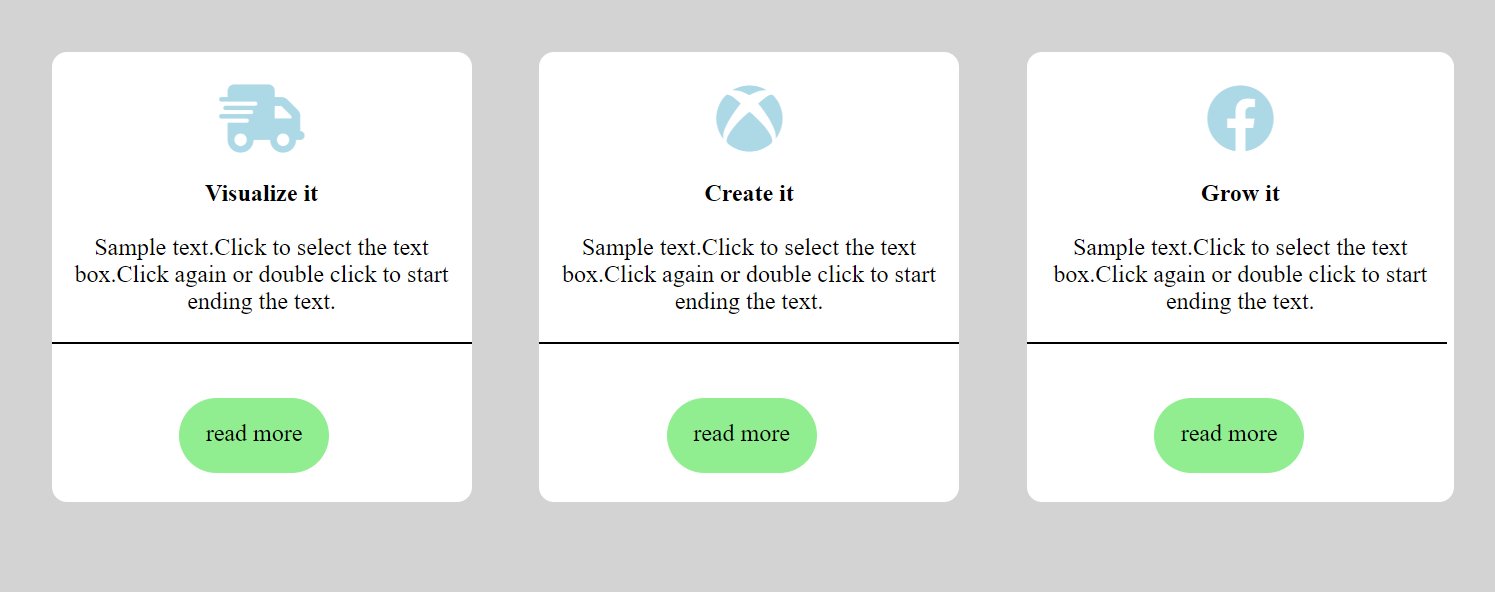 Visualize it
Sample text.Click to select the text
box.Click again or double click to start
ending the text.
read more
Create it
Sample text.Click to select the text
box.Click again or double click to start
ending the text.
read more
Grow it
Sample text.Click to select the text
box.Click again or double click to start
ending the text.
read more